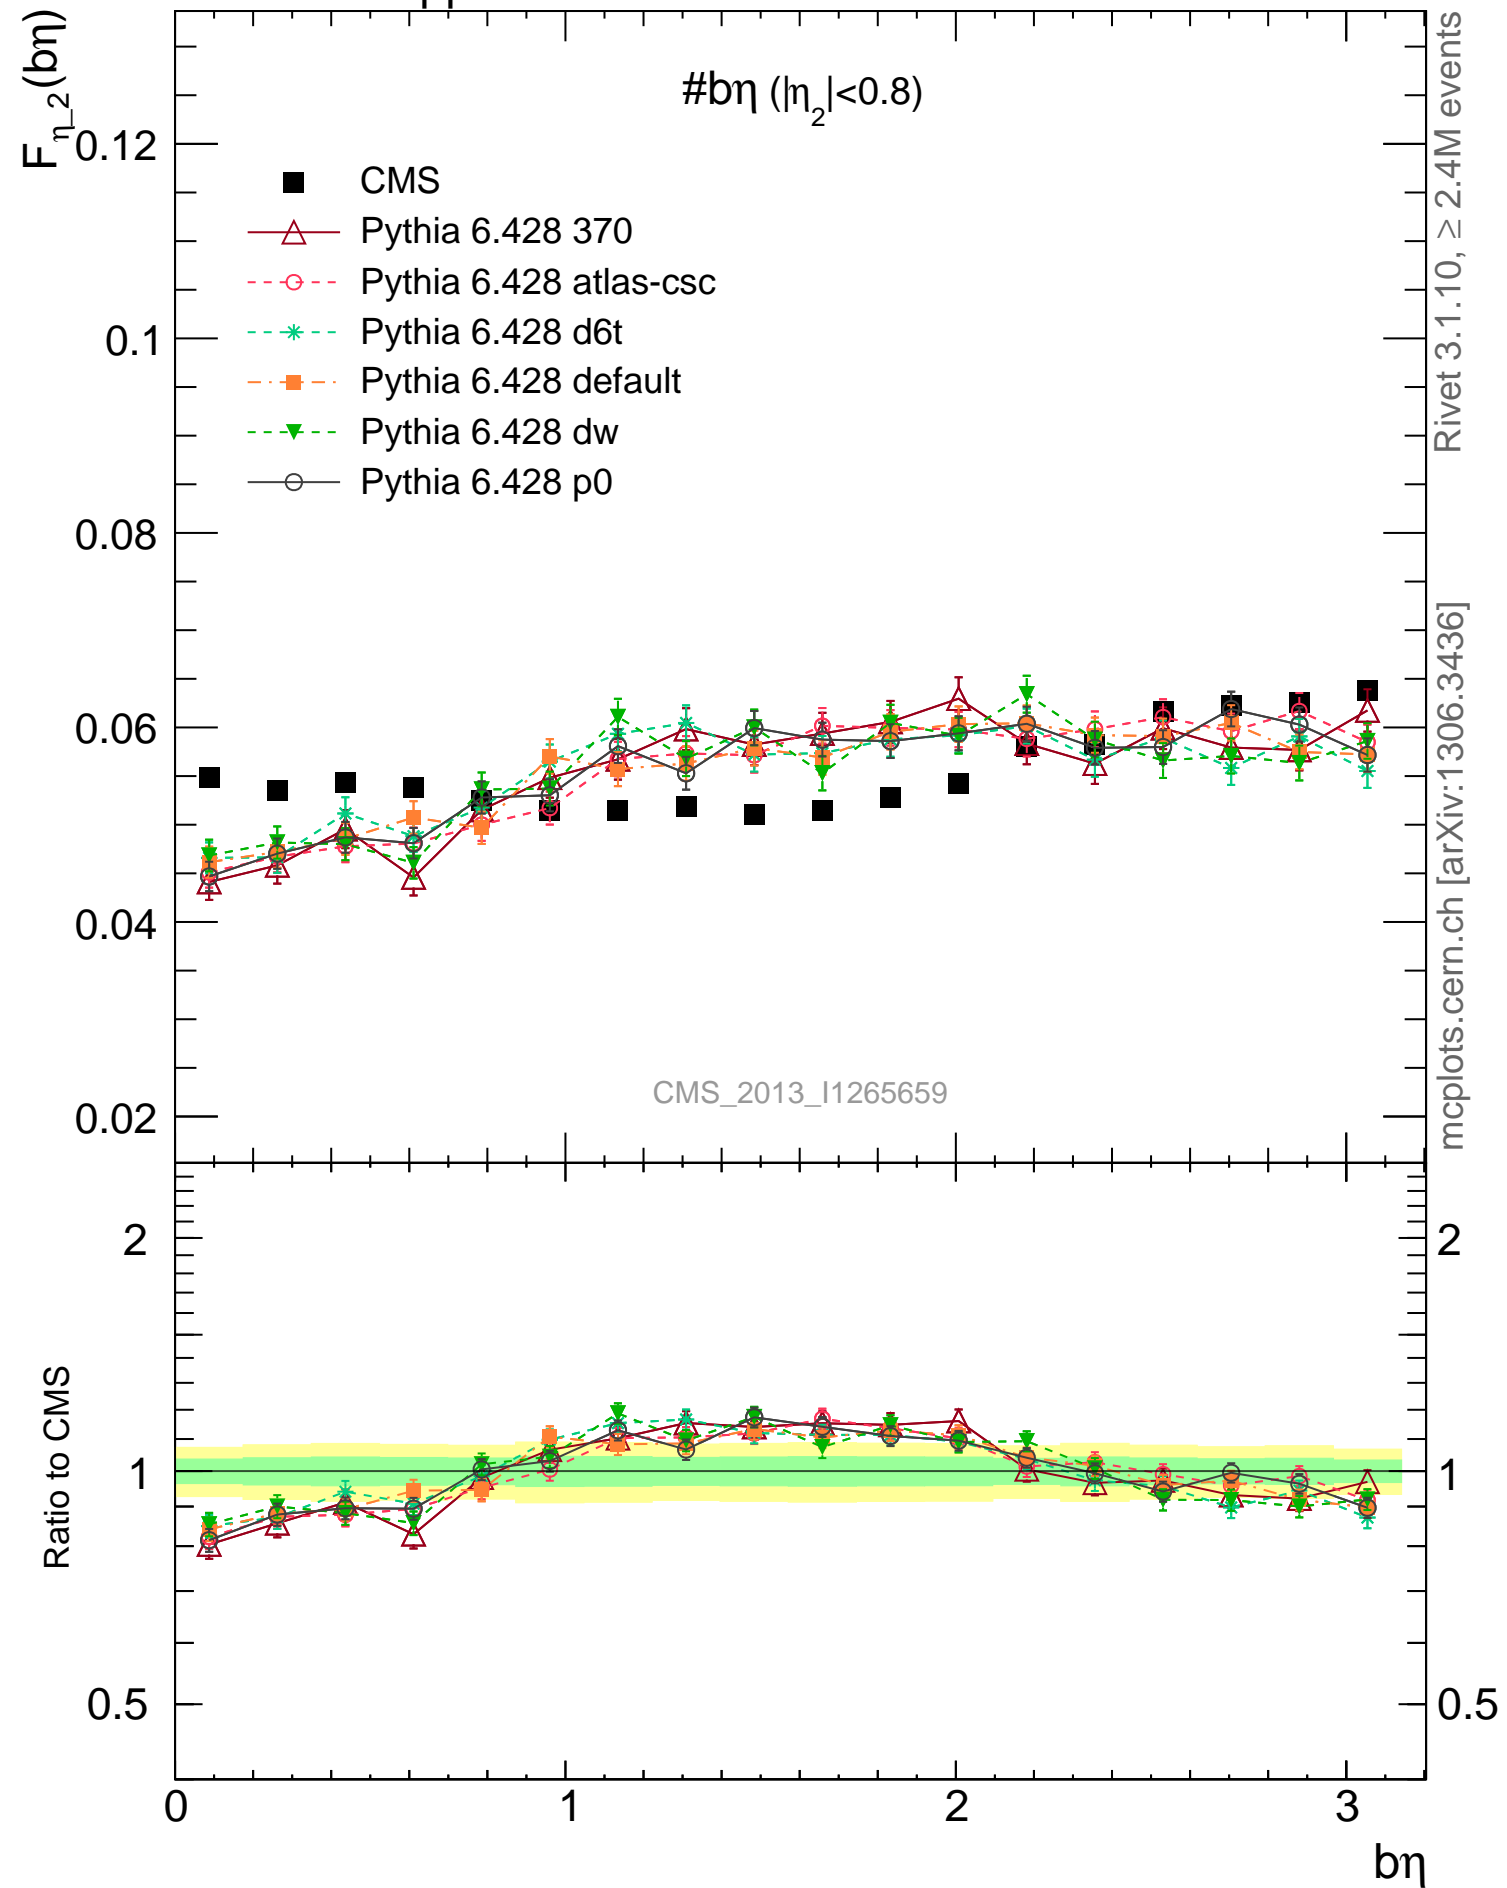 F_η_2(bη)
#bη (|η_2|<0.8)
CMS
Pythia 6.428 370
Pythia 6.428 atlas-csc
Pythia 6.428 d6t
Pythia 6.428 default
Pythia 6.428 dw
Pythia 6.428 p0
0.12
0.1
0.08
0.06
0.04
0.02
CMS_2013_I1265659
Rivet 3.1.10, ≥ 2.4M events
mcplots.cern.ch [arXiv:1306.3436]
Ratio to CMS
2
1
0.5
2
1
0.5
0
1
2
3
bη